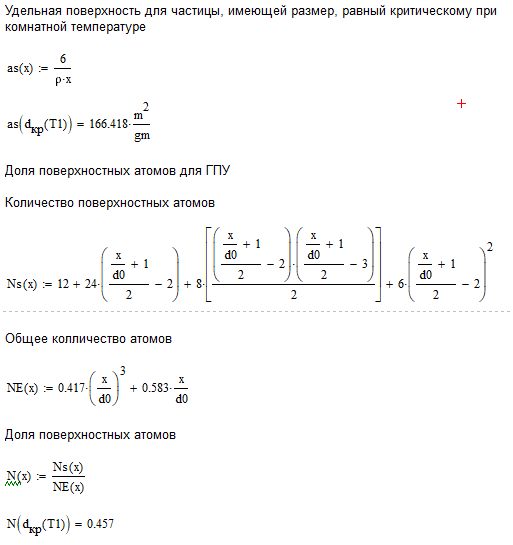 Удельная поверхность для частицы, имеющей размер, равный критическому при
комнатной температуре
as(x) := 6/(ρ·x)
as(dкр(T1)) = 166.418· m^2/gm
Доля поверхностных атомов для ГПУ
Количество поверхностных атомов
Ns(x) := 12 + 24·((x/d0 + 1)/2 − 2) + 8·[((x/d0 + 1)/2 − 2)·((x/d0 + 1)/2 − 3)/2] + 6·((x/d0 + 1)/2 − 2)^2
Общее колличество атомов
NE(x) := 0.417·(x/d0)^3 + 0.583· x/d0
Доля поверхностных атомов
N(x) := Ns(x)/NE(x)
N(dкр(T1)) = 0.457